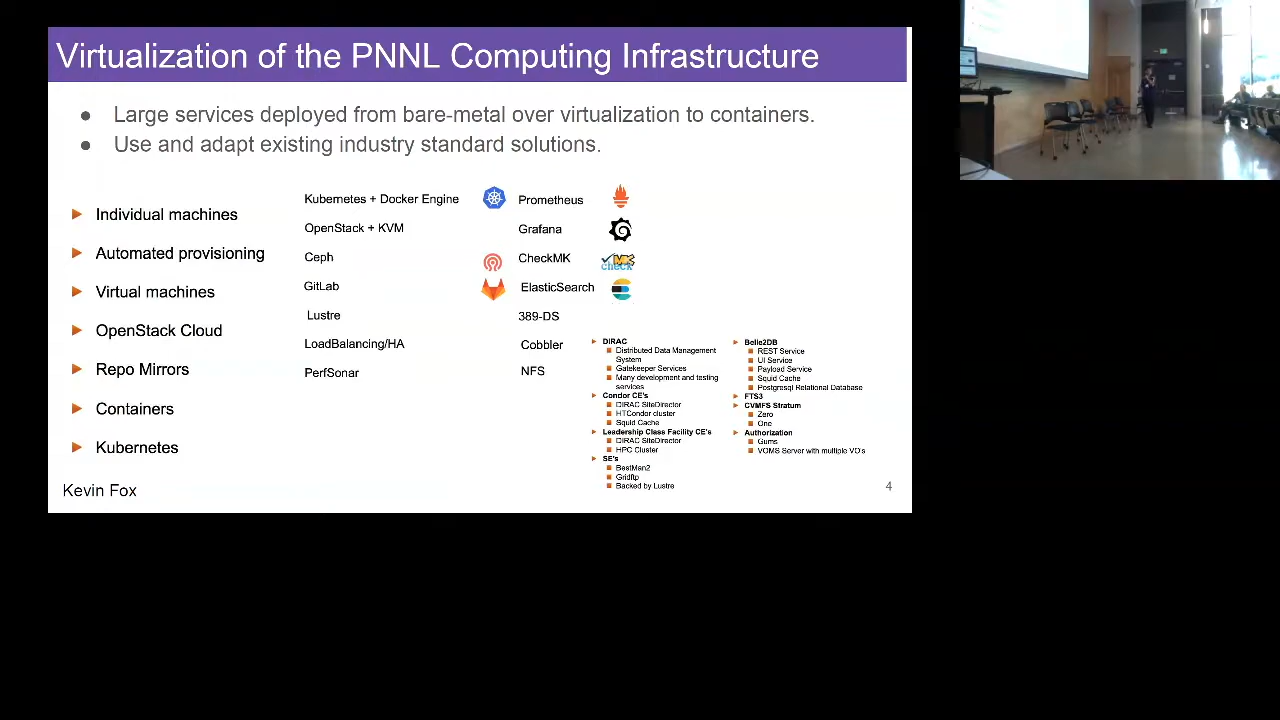 Virtualization of the PNNL Computing Infrastructure
● Large services deployed from bare-metal over virtualization to containers.
● Use and adapt existing industry standard solutions.
Individual machines
Automated provisioning
Virtual machines
OpenStack Cloud
Repo Mirrors
Containers
Kubernetes
Kubernetes + Docker Engine
OpenStack + KVM
Ceph
GitLab
Lustre
LoadBalancing/HA
PerfSonar
Prometheus
Grafana
CheckMK
MK
check
ElasticSearch
389-DS
Cobbler
NFS
DIRAC
Distributed Data Management
System
Gatekeeper Services
Many development and testing
services
Condor CE's
DIRAC SiteDirector
HTCondor cluster
Squid Cache
Leadership Class Facility CE's
DIRAC SiteDirector
HPC Cluster
SE's
BestMan2
Gridftp
Backed by Lustre
Belle2DB
REST Service
UI Service
Payload Service
Squid Cache
Postgresql Relational Database
FTS3
CVMFS Stratum
Zero
One
Authorization
Gums
VOMS Server with multiple VO's
Kevin Fox
4